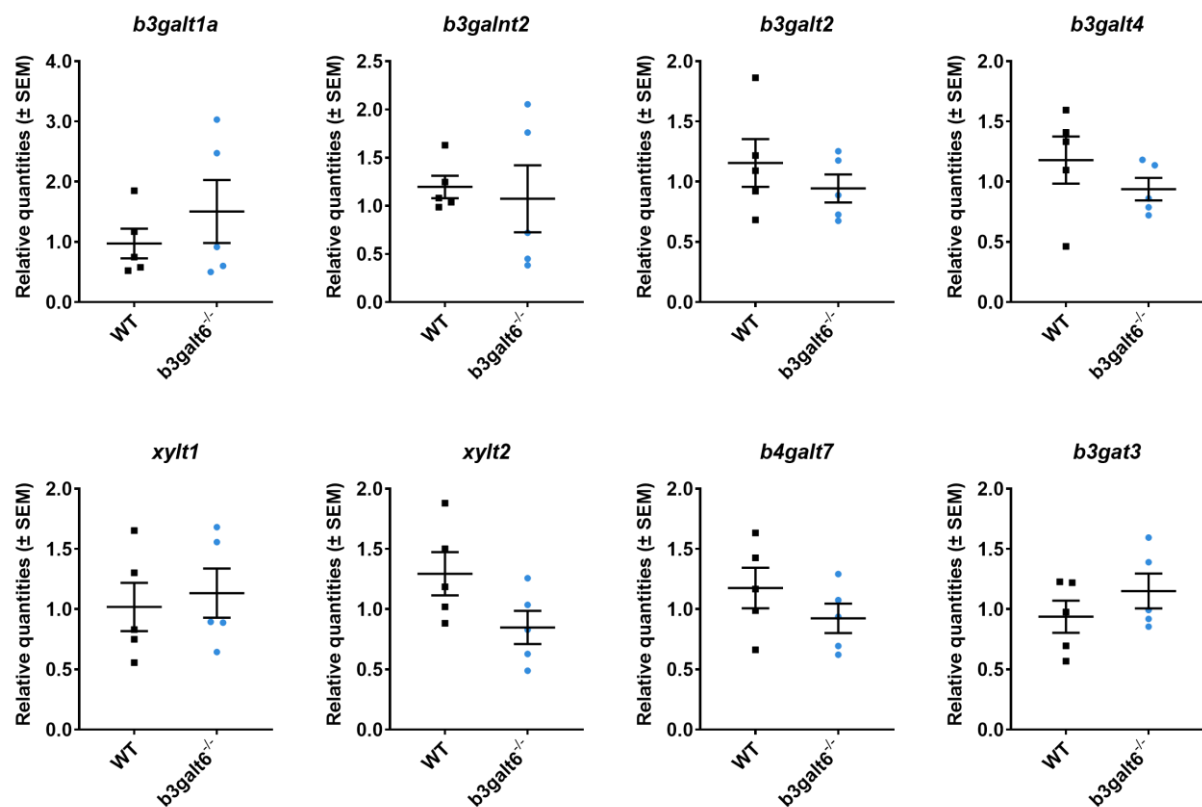 b3galt1a
Relative quantities (± SEM)
4.0
3.0
2.0
1.0
0.0
WT
b3galt6-/-
b3galnt2
Relative quantities (± SEM)
2.5
2.0
1.5
1.0
0.5
0.0
WT
b3galt6-/-
b3galt2
Relative quantities (± SEM)
2.0
1.5
1.0
0.5
0.0
WT
b3galt6-/-
b3galt4
Relative quantities (± SEM)
2.0
1.5
1.0
0.5
0.0
WT
b3galt6-/-
xylt1
Relative quantities (± SEM)
2.0
1.5
1.0
0.5
0.0
WT
b3galt6-/-
xylt2
Relative quantities (± SEM)
2.0
1.5
1.0
0.5
0.0
WT
b3galt6-/-
b4galt7
Relative quantities (± SEM)
2.0
1.5
1.0
0.5
0.0
WT
b3galt6-/-
b3gat3
Relative quantities (± SEM)
2.0
1.5
1.0
0.5
0.0
WT
b3galt6-/-